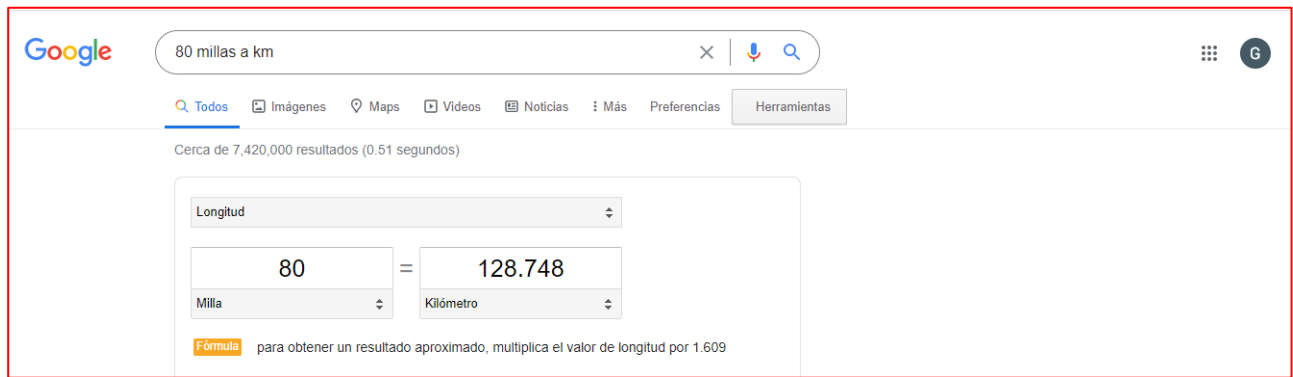 Google 80 millas a km G
Todos Imágenes Maps Videos Noticias Más Preferencias Herramientas
Cerca de 7,420,000 resultados (0.51 segundos)
Longitud
80 = 128.748
Milla Kilómetro
Fórmula para obtener un resultado aproximado, multiplica el valor de longitud por 1.609